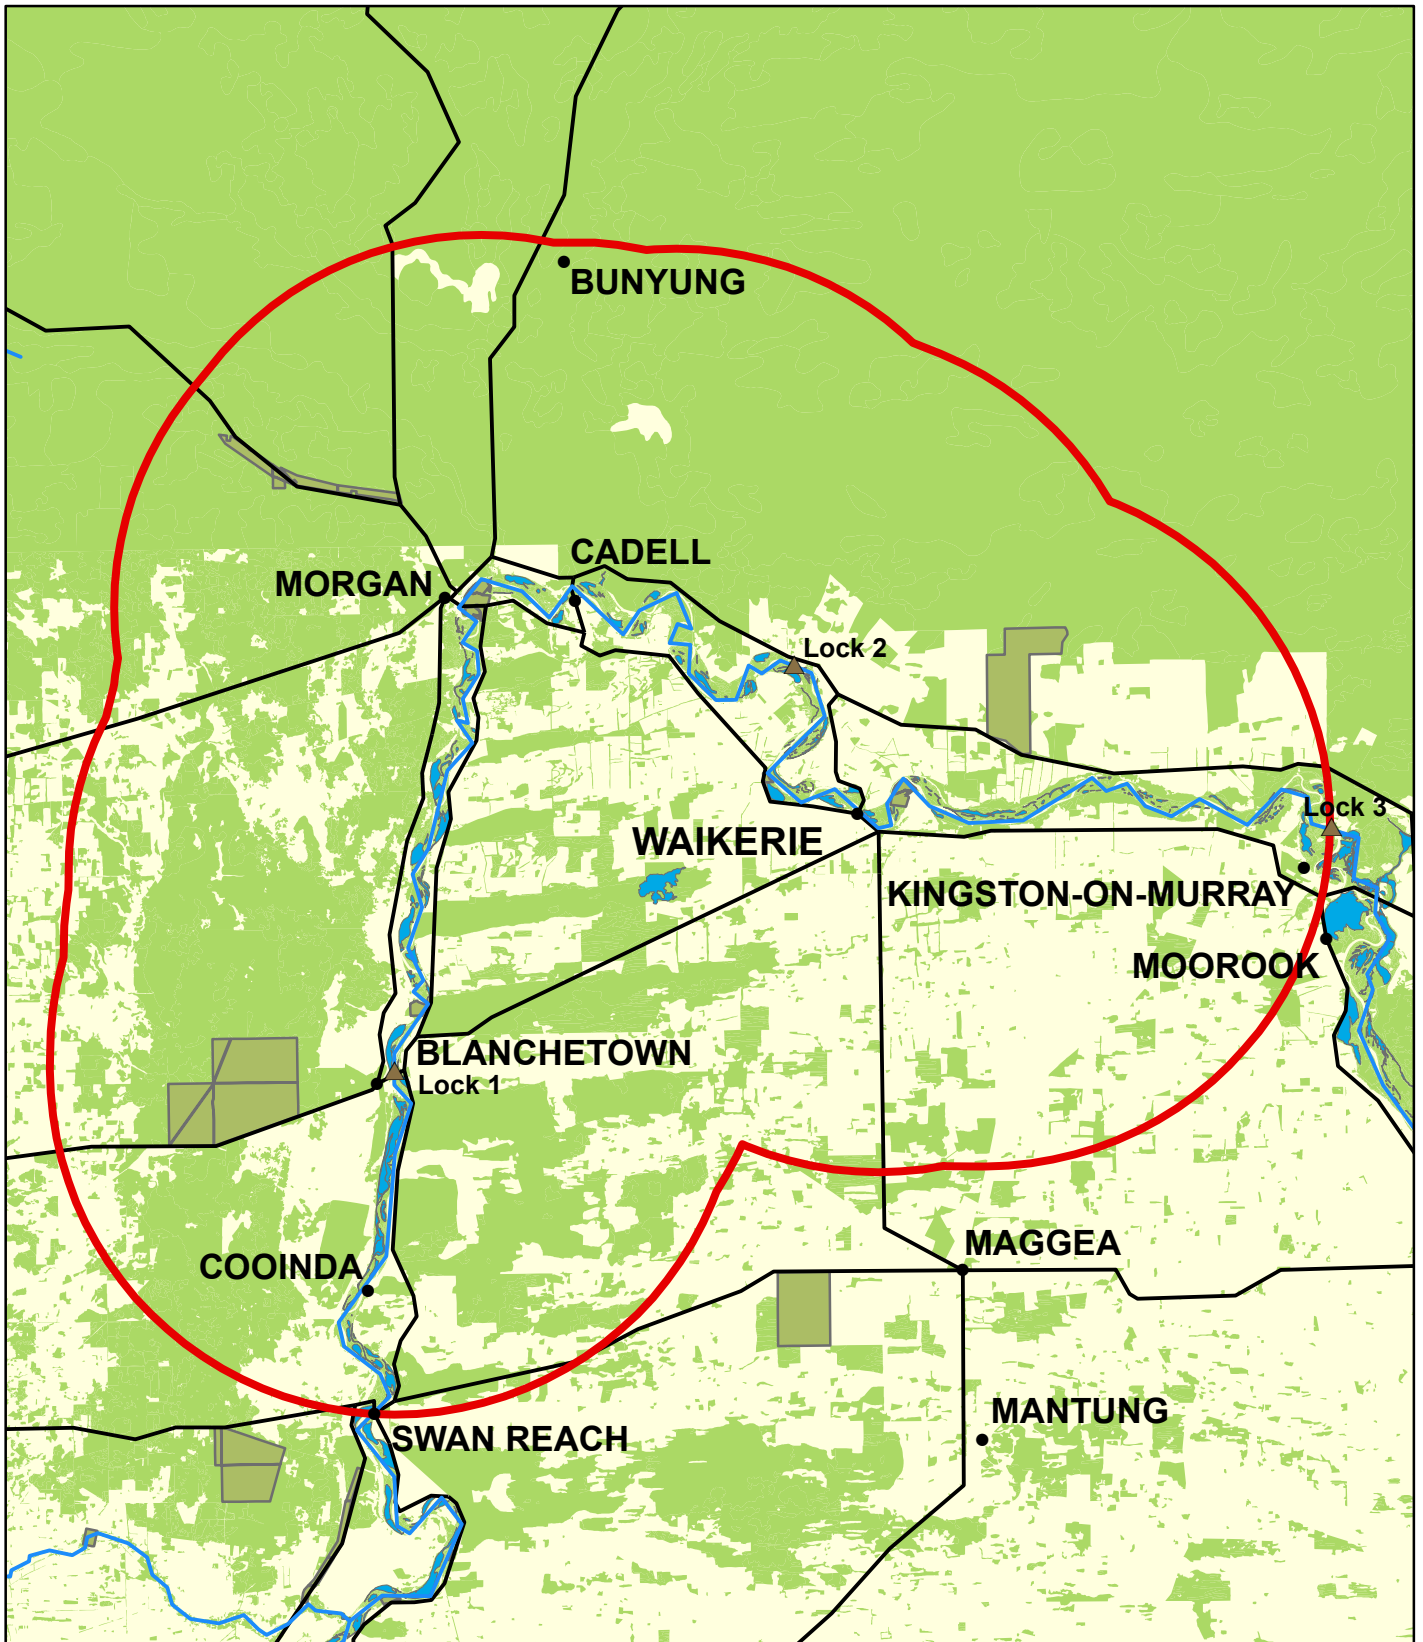 BUNYUNG
CADELL
MORGAN
Lock 2
Lock 3
WAIKERIE
KINGSTON-ON-MURRAY
MOOROOK
BLANCHETOWN
Lock 1
MAGGEA
COOINDA
MANTUNG
SWAN REACH